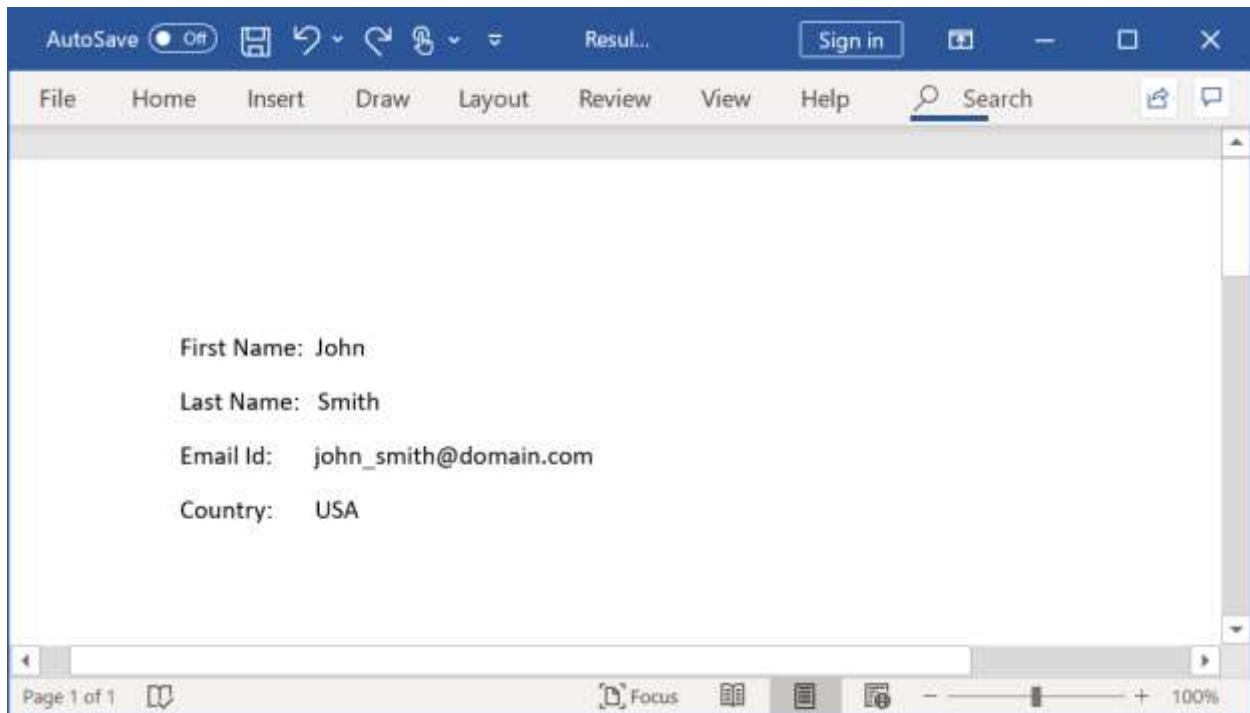 AutoSave Off Resul... Sign in
File Home Insert Draw Layout Review View Help Search
First Name: John
Last Name: Smith
Email Id: john_smith@domain.com
Country: USA
Page 1 of 1 Focus 100%